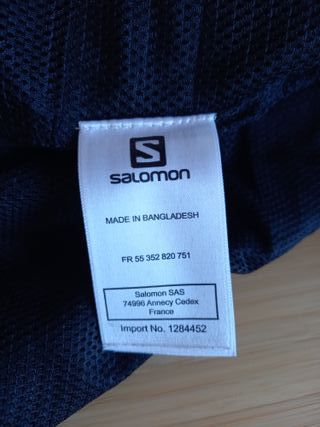 S
salomon
MADE IN BANGLADESH
FR 55 352 820 751
Salomon SAS
74996 Annecy Cedex
France
Import No. 1284452